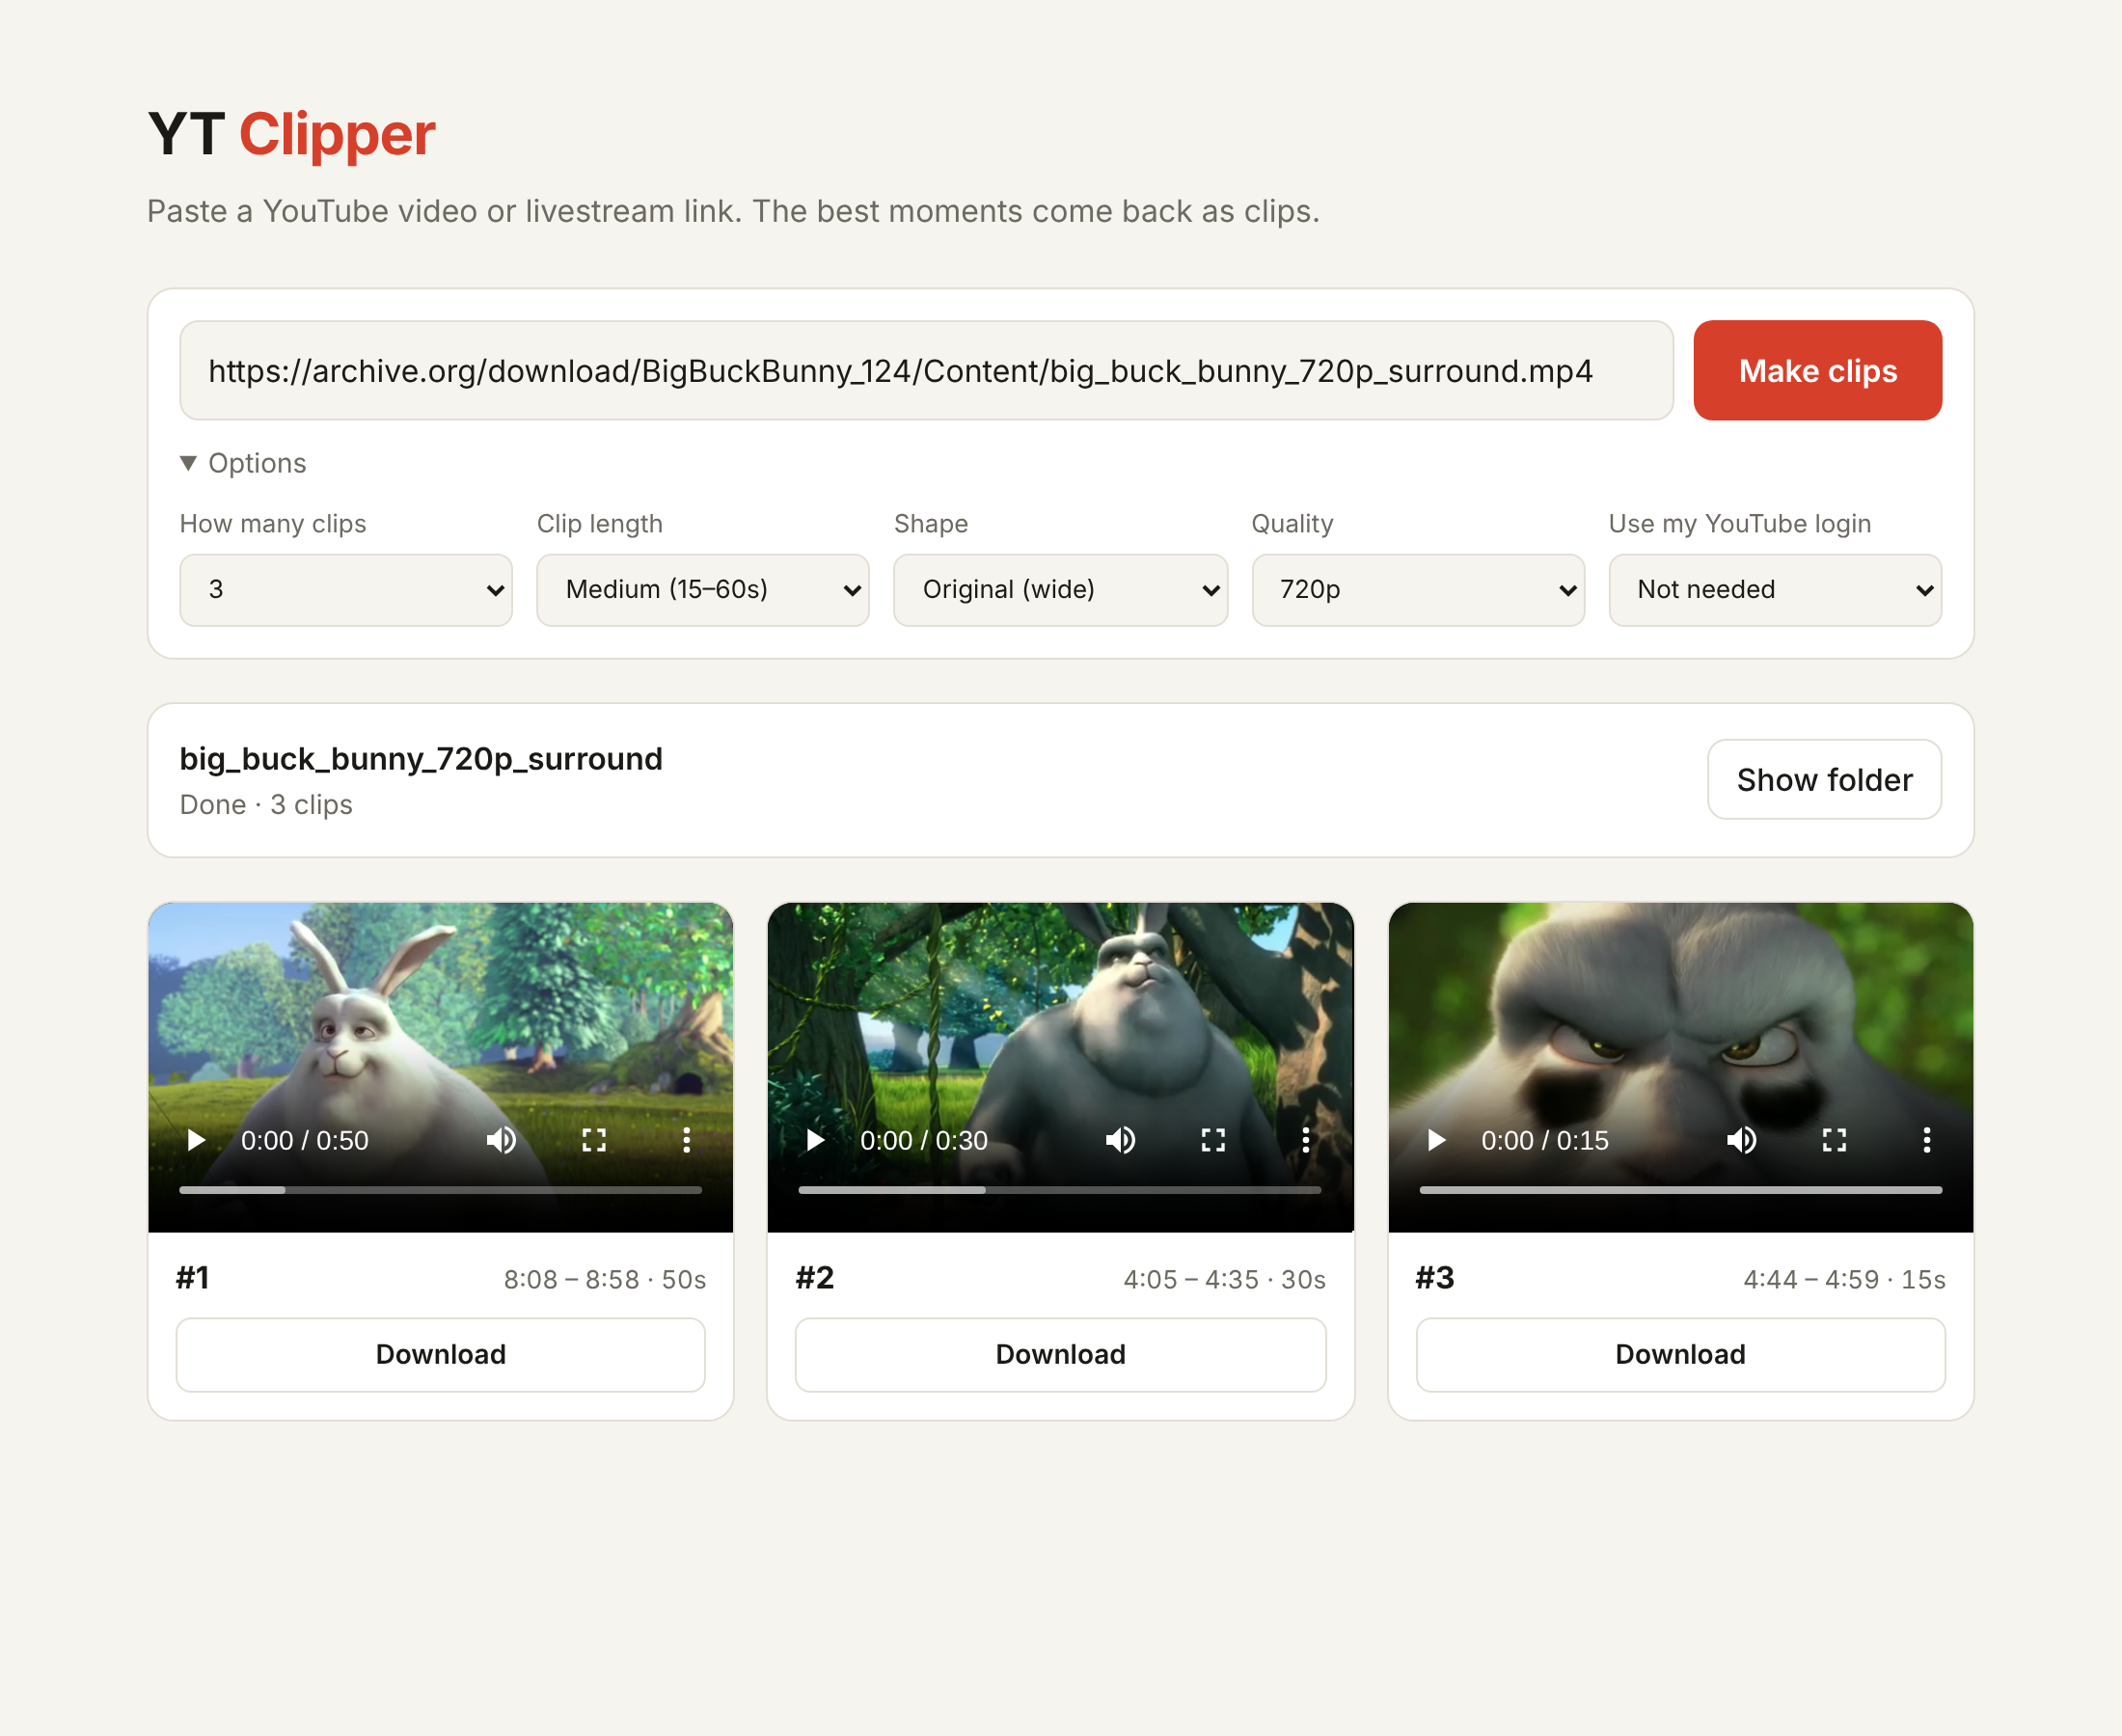 YT Clipper
Paste a YouTube video or livestream link. The best moments come back as clips.
https://archive.org/download/BigBuckBunny_124/Content/big_buck_bunny_720p_surround.mp4
Make clips
▼ Options
How many clips
Clip length
Shape
Quality
Use my YouTube login
3
Medium (15–60s)
Original (wide)
720p
Not needed
big_buck_bunny_720p_surround
Done · 3 clips
Show folder
0:00 / 0:50
0:00 / 0:30
0:00 / 0:15
#1
8:08 – 8:58 · 50s
#2
4:05 – 4:35 · 30s
#3
4:44 – 4:59 · 15s
Download
Download
Download